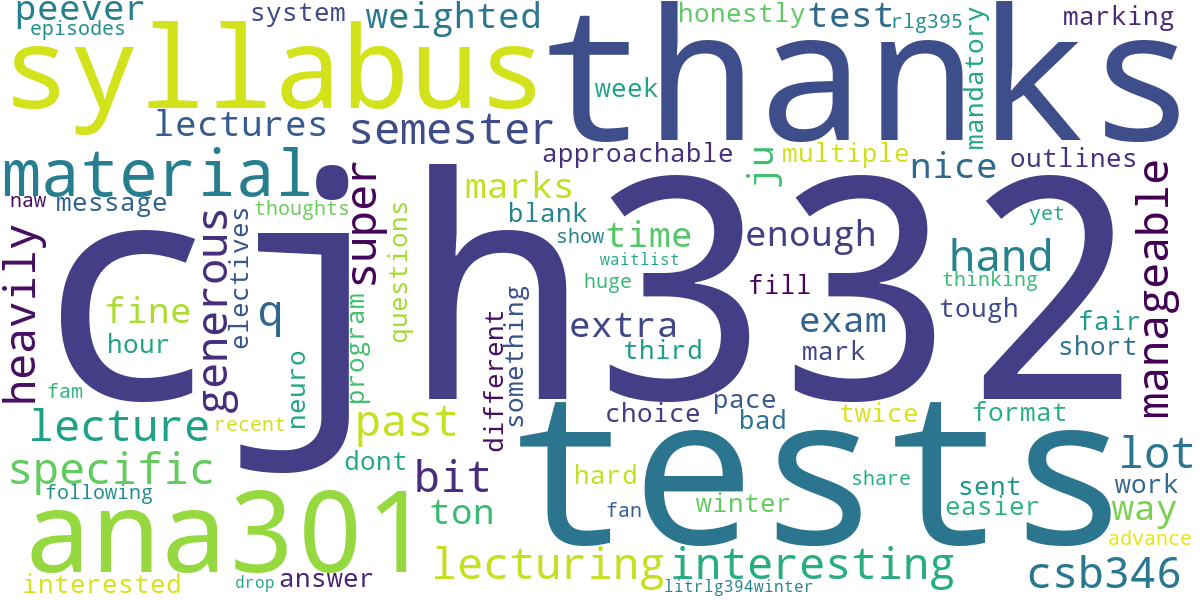 peever
system
weighted
honestly
test
rlg395
marking
episodes
syllabus
thanks
mandatory
week
lectures
semester
material
approachable
ju
multiple
nice
outlines
naw
message
super
thoughts
marks
blank
show
time
enough
hand
yet
manageable
heavily
generous
electives
questions
cjh332
waitlist
huge
fill
thinking
tough
fine
q
hour
program
something
extra
third
exam
mark
fair
short
fam
neuro
different
lecture
recent
past
choice
pace
bad
twice
format
specific
following
dont
bit
tests
hard
fan
winter
share
sent
easier
lot
work
way
ana301
ton
advance
interested
drop
answer
lecturing
interesting
litrlg394winter
csb346